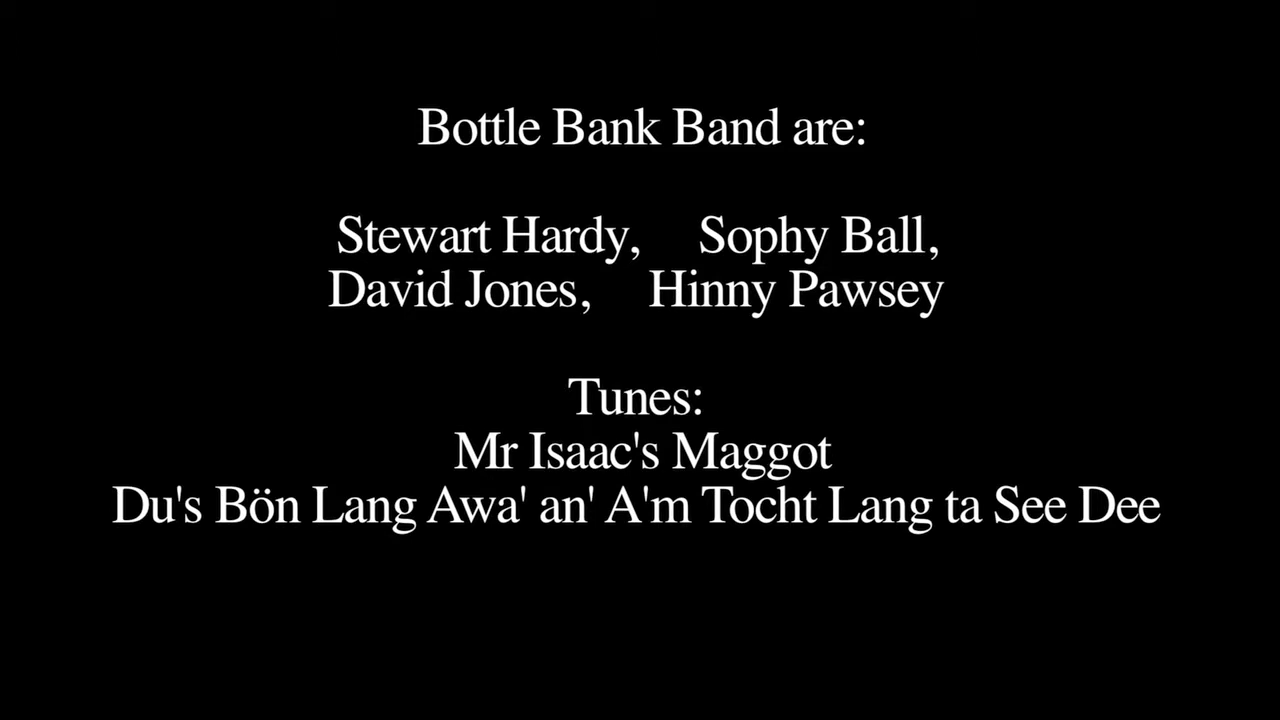 Bottle Bank Band are:
Stewart Hardy, Sophy Ball,
David Jones, Hinny Pawsey
Tunes:
Mr Isaac's Maggot
Du's Bön Lang Awa' an' A'm Tocht Lang ta See Dee